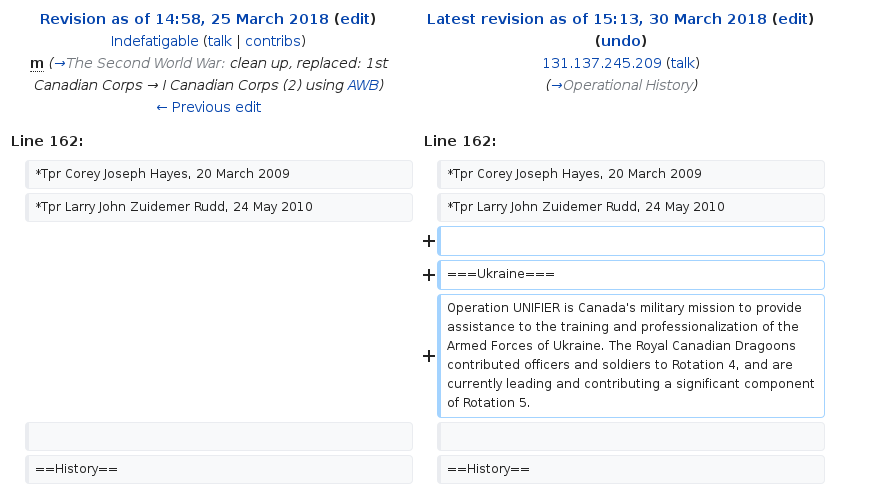 Revision as of 14:58, 25 March 2018 (edit)
Indefatigable (talk | contribs)
m (→The Second World War: clean up, replaced: 1st
Canadian Corps → I Canadian Corps (2) using AWB)
← Previous edit
Latest revision as of 15:13, 30 March 2018 (edit)
(undo)
131.137.245.209 (talk)
(→Operational History)
Line 162:
Line 162:
*Tpr Corey Joseph Hayes, 20 March 2009
*Tpr Corey Joseph Hayes, 20 March 2009
*Tpr Larry John Zuidemer Rudd, 24 May 2010
*Tpr Larry John Zuidemer Rudd, 24 May 2010
+
+
===Ukraine===
+
Operation UNIFIER is Canada's military mission to provide
assistance to the training and professionalization of the
Armed Forces of Ukraine. The Royal Canadian Dragoons
contributed officers and soldiers to Rotation 4, and are
currently leading and contributing a significant component
of Rotation 5.
==History==
==History==